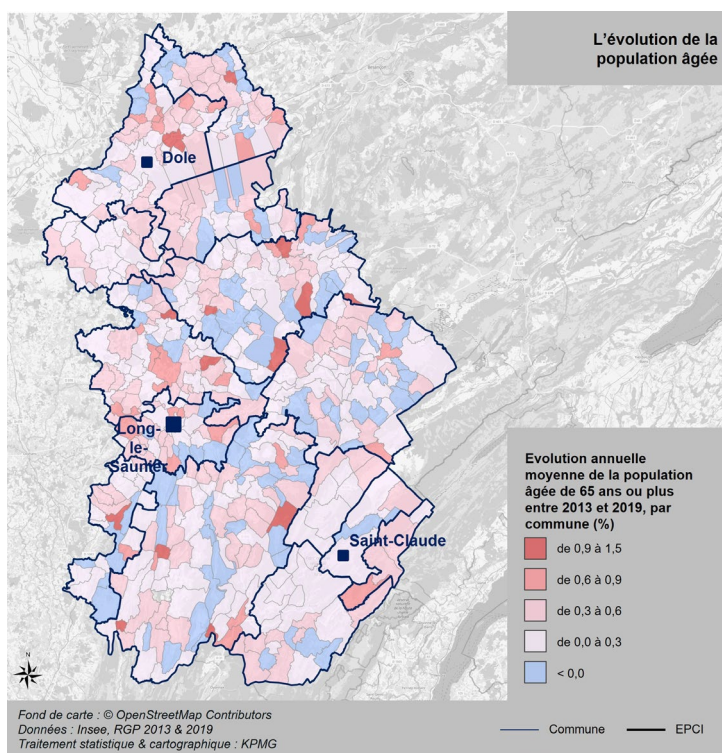 L'évolution de la
population âgée
Dole
Long-
le-
Saunier
Saint-Claude
Evolution annuelle
moyenne de la population
âgée de 65 ans ou plus
entre 2013 et 2019, par
commune (%)
de 0,9 à 1,5
de 0,6 à 0,9
de 0,3 à 0,6
de 0,0 à 0,3
< 0,0
N
Fond de carte : © OpenStreetMap Contributors
Données : Insee, RGP 2013 & 2019
Traitement statistique & cartographique : KPMG
Commune
EPCI